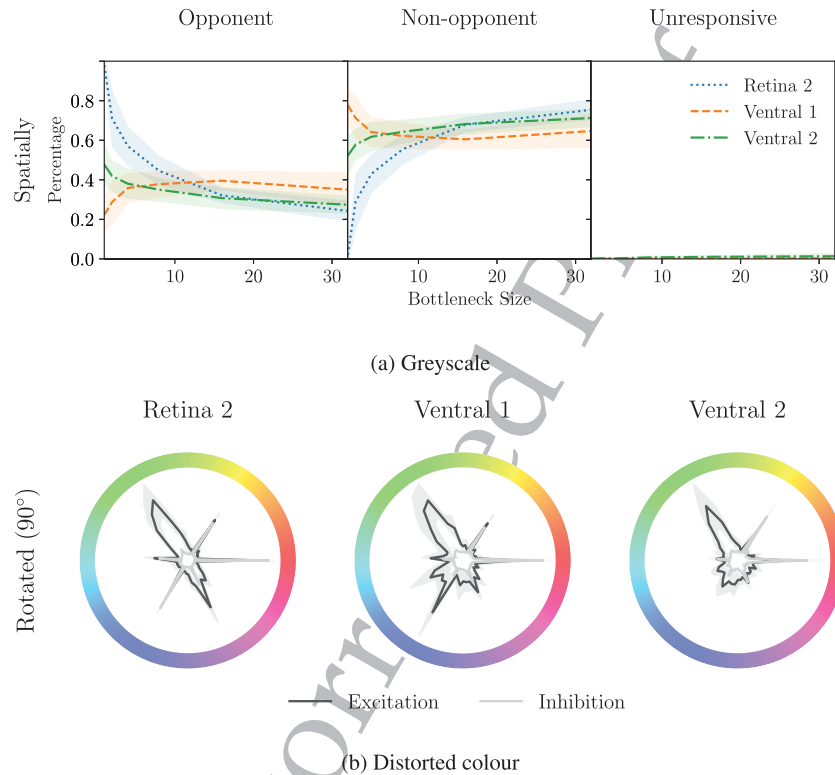 Opponent Non-opponent Unresponsive
Spatially
Percentage
0.8
0.6
0.4
0.2
0.0
Retina 2
Ventral 1
Ventral 2
10 20 30 10 20 30 10 20 30
Bottleneck Size
(a) Greyscale
Retina 2 Ventral 1 Ventral 2
Rotated (90°)
Excitation Inhibition
(b) Distorted colour